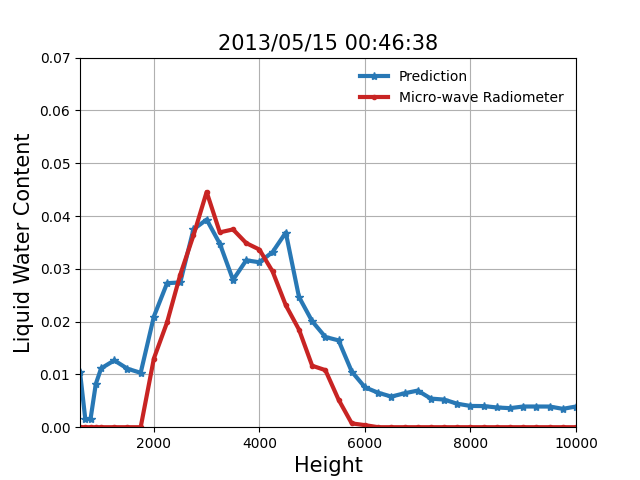 2013/05/15 00:46:38
0.07
0.06
0.05
0.04
0.03
0.02
0.01
0.00
Liquid Water Content
Prediction
Micro-wave Radiometer
2000 4000 6000 8000 10000
Height